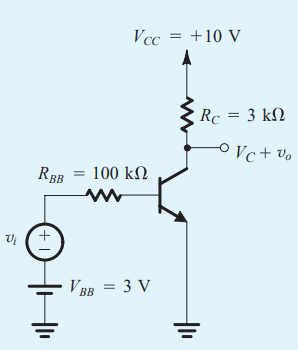 V_CC = +10 V
R_C = 3 kΩ
V_C + v_o
R_BB = 100 kΩ
v_i
+
−
V_BB = 3 V